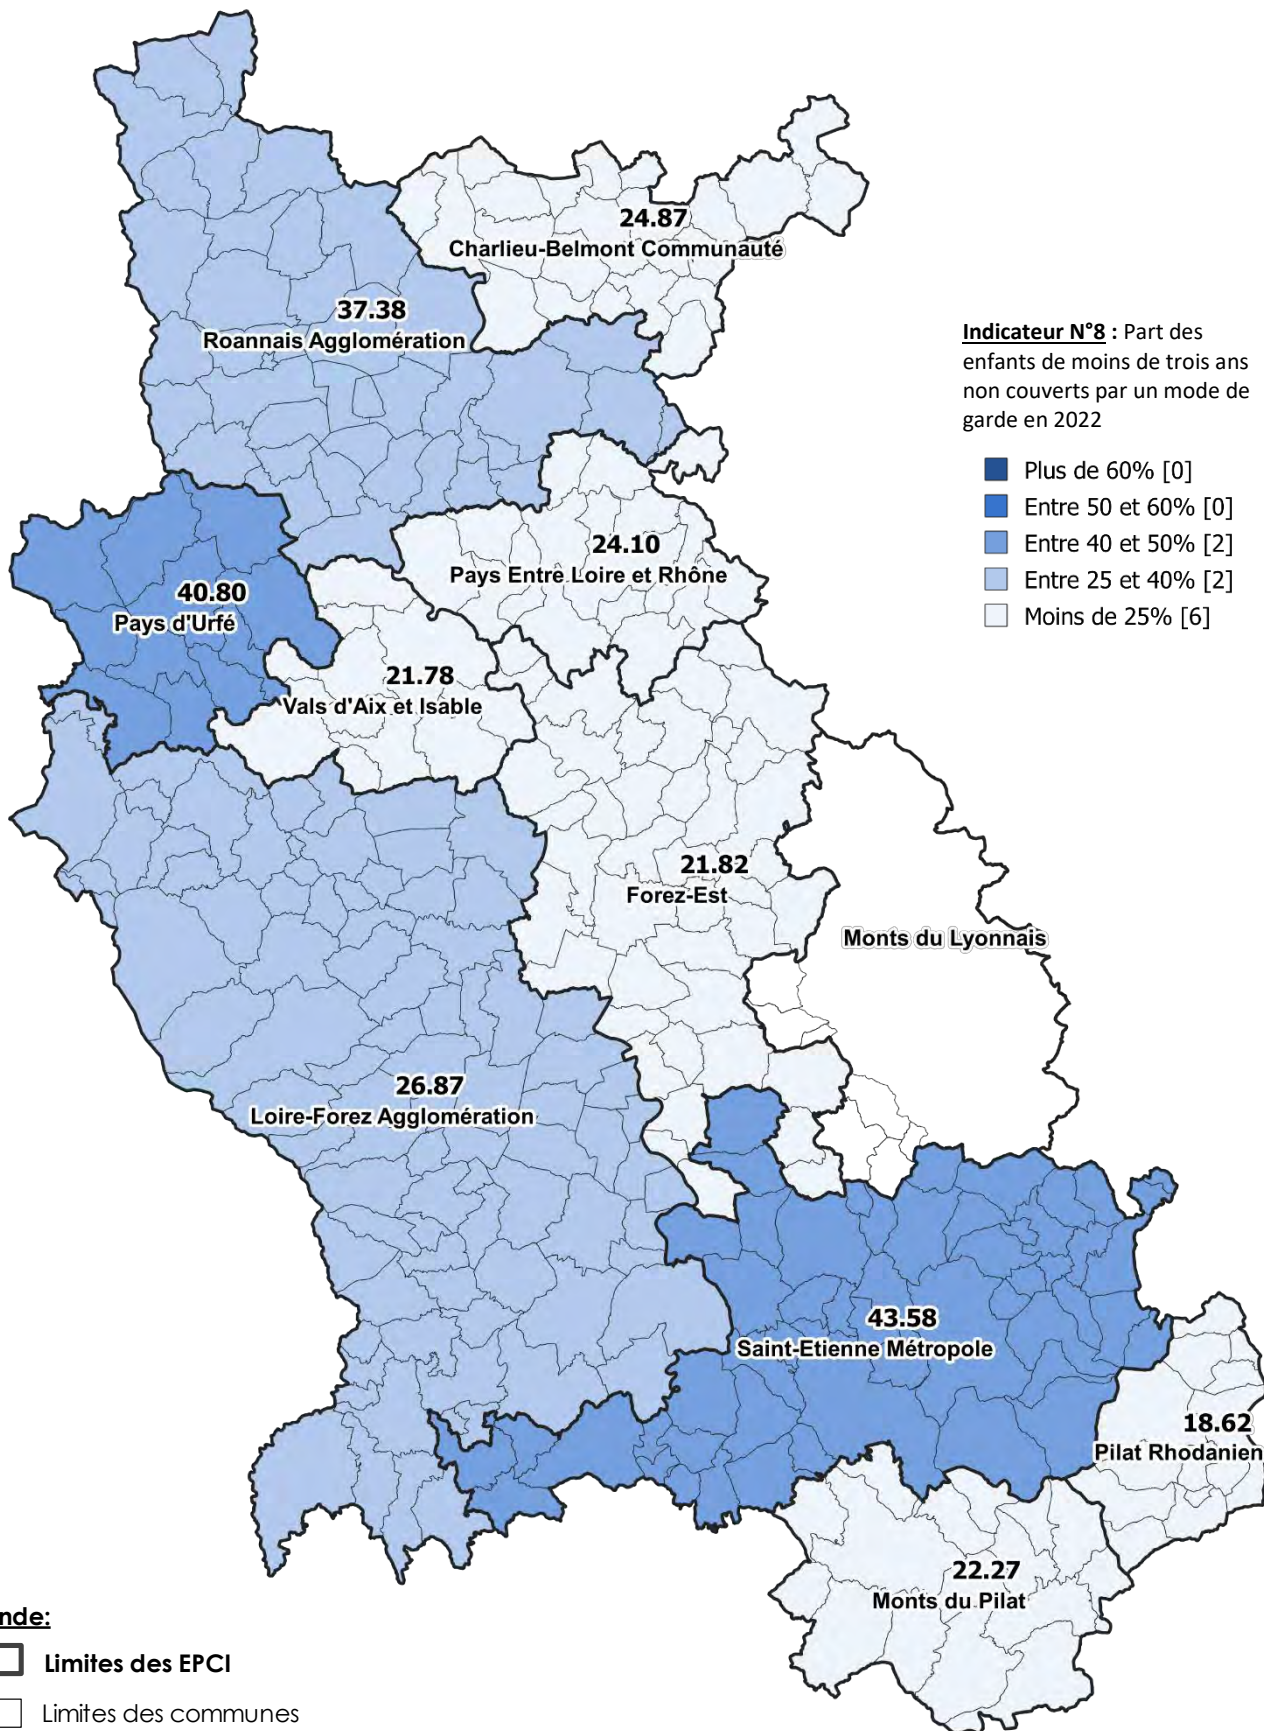 24.87
Charlieu-Belmont Communauté
37.38
Roannais Agglomération
Indicateur N°8 : Part des
enfants de moins de trois ans
non couverts par un mode de
garde en 2022
Plus de 60% [0]
Entre 50 et 60% [0]
Entre 40 et 50% [2]
Entre 25 et 40% [2]
Moins de 25% [6]
24.10
Pays Entre Loire et Rhône
40.80
Pays d'Urfé
21.78
Vals d'Aix et Isable
21.82
Forez-Est
Monts du Lyonnais
26.87
Loire-Forez Agglomération
43.58
Saint-Etienne Métropole
18.62
Pilat Rhodanien
22.27
Monts du Pilat
nde:
Limites des EPCI
Limites des communes